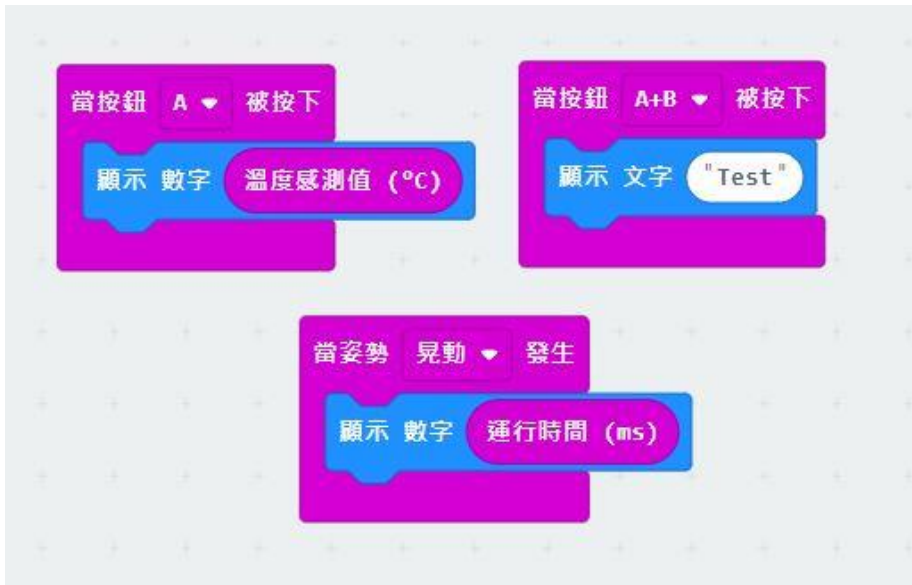 當按鈕 A 被按下
顯示 數字 溫度感測值 (°C)
當按鈕 A+B 被按下
顯示 文字 "Test"
當姿勢 晃動 發生
顯示 數字 運行時間 (ms)